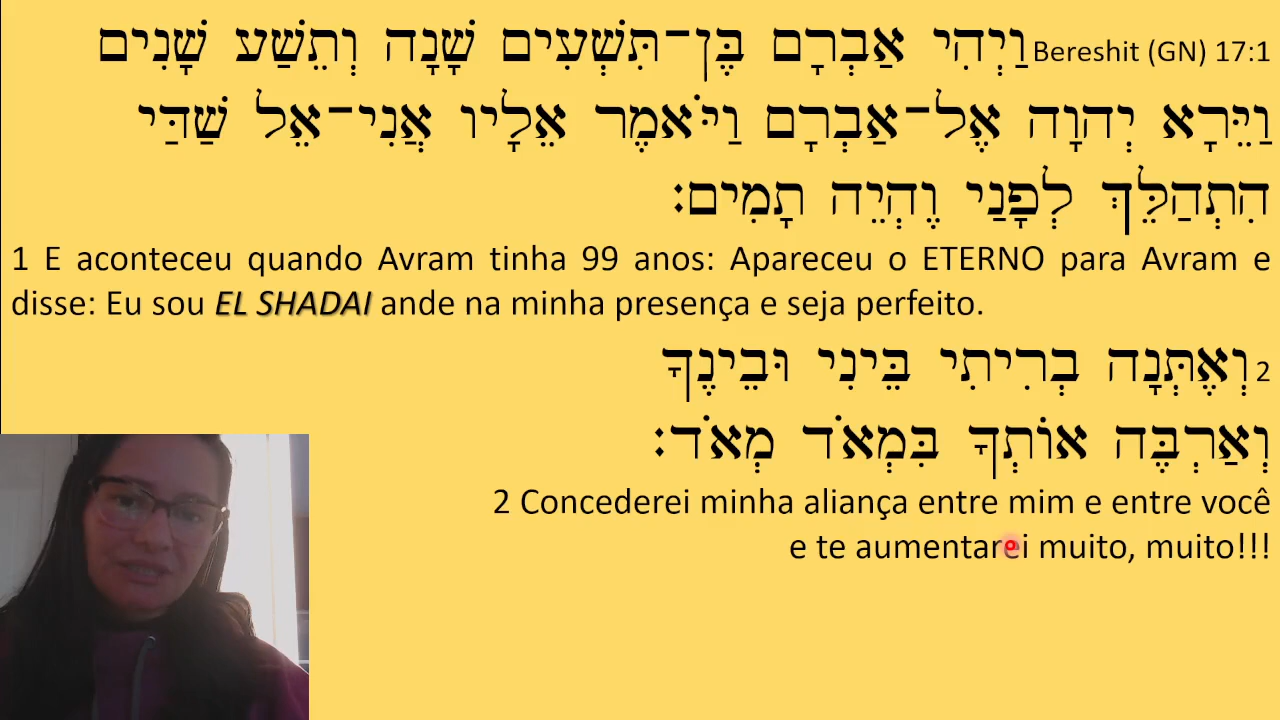 Bereshit (GN) 17:1 וַיְהִי אַבְרָם בֶּן־תִּשְׁעִים שָׁנָה וְתֵשַׁע שָׁנִים
וַיֵּרָא יְהוָה אֶל־אַבְרָם וַיֹּאמֶר אֵלָיו אֲנִי־אֵל שַׁדַּי
הִתְהַלֵּךְ לְפָנַי וֶהְיֵה תָמִים׃
1 E aconteceu quando Avram tinha 99 anos: Apareceu o ETERNO para Avram e
disse: Eu sou EL SHADAI ande na minha presença e seja perfeito.
2 וְאֶתְּנָה בְרִיתִי בֵּינִי וּבֵינֶךָ
וְאַרְבֶּה אוֹתְךָ בִּמְאֹד מְאֹד׃
2 Concederei minha aliança entre mim e entre você
e te aumentarei muito, muito!!!